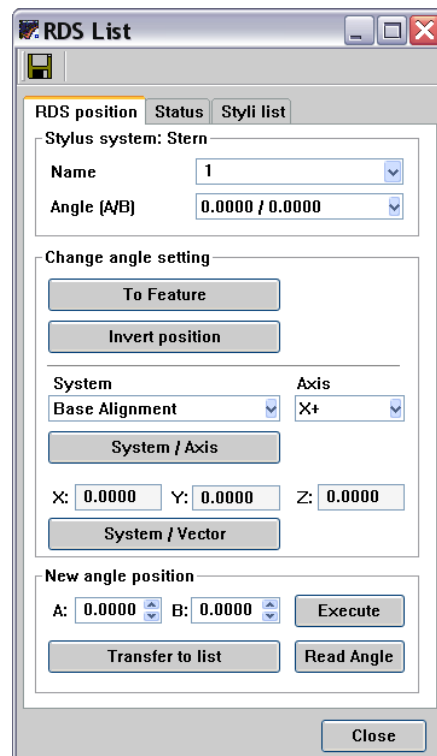 RDS List
RDS position Status Styli list
Stylus system: Stern
Name 1
Angle (A/B) 0.0000 / 0.0000
Change angle setting
To Feature
Invert position
System Axis
Base Alignment X+
System / Axis
X: 0.0000 Y: 0.0000 Z: 0.0000
System / Vector
New angle position
A: 0.0000 B: 0.0000 Execute
Transfer to list Read Angle
Close